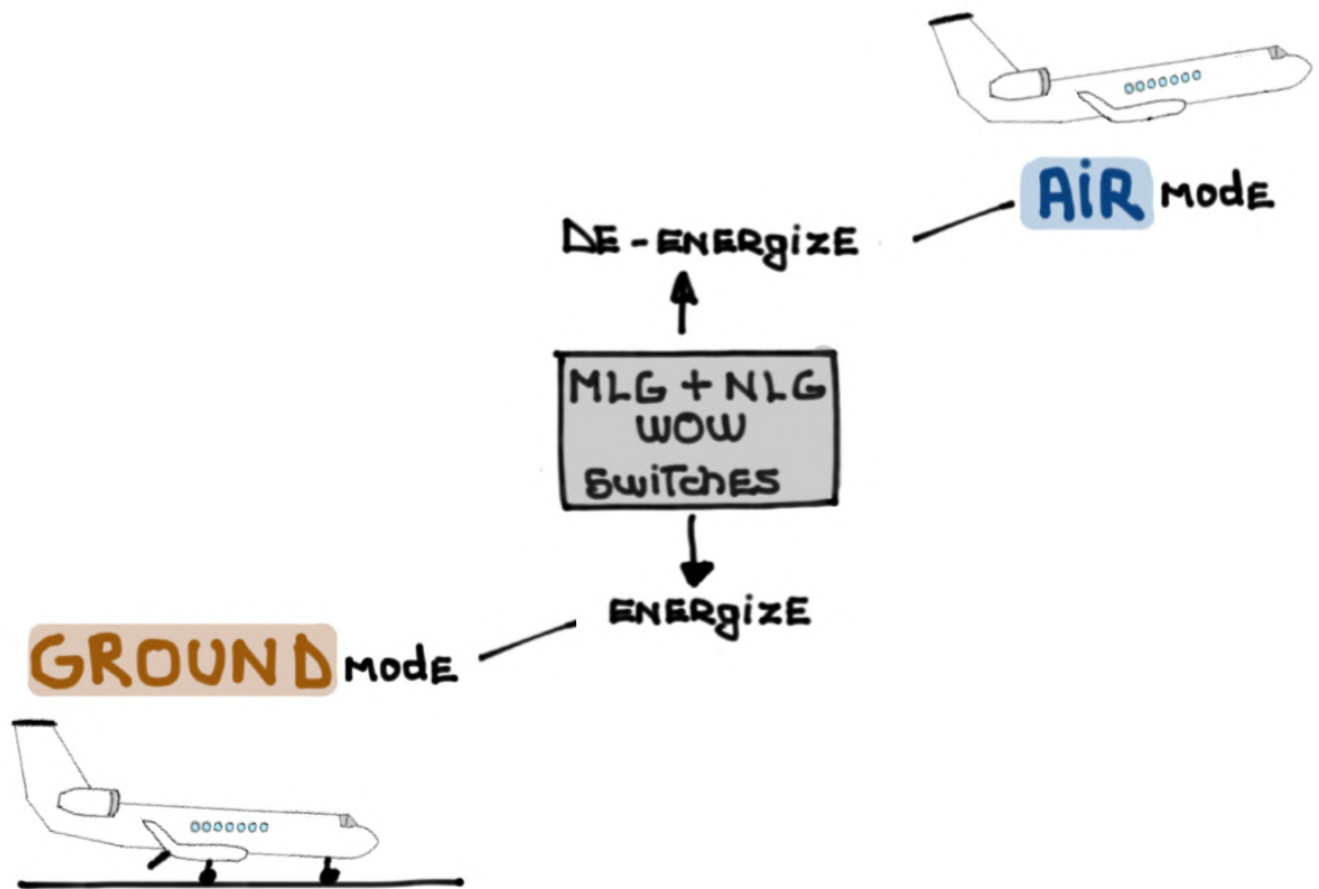 AiR MODE
DE-ENERGIZE
MLG + NLG
WOW
SWITCHES
ENERGIZE
GROUND MODE